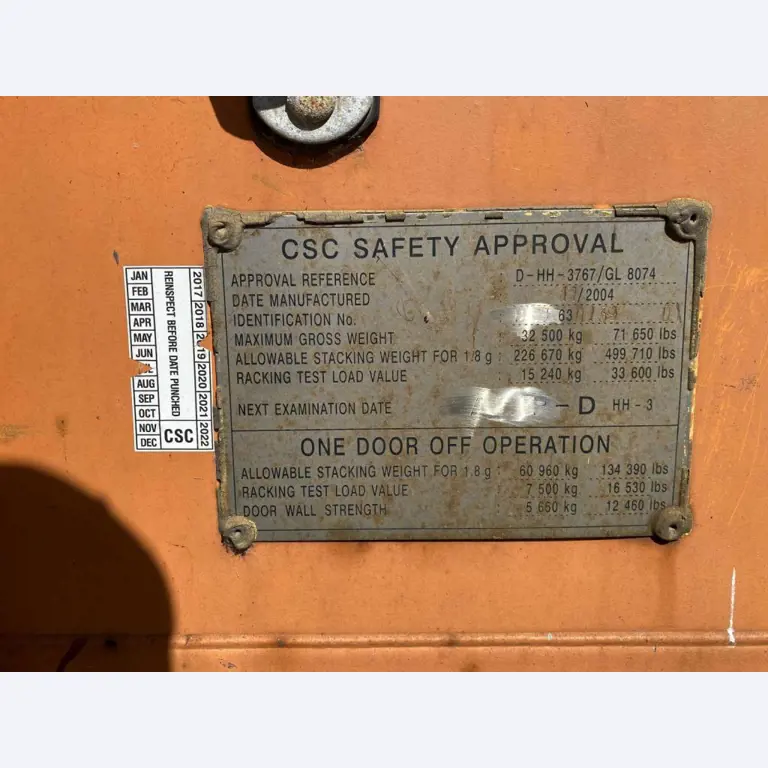 CSC SAFETY APPROVAL
APPROVAL REFERENCE : D-HH-3767/GL 8074
DATE MANUFACTURED : /2004
IDENTIFICATION No. : 63
MAXIMUM GROSS WEIGHT : 32 500 kg 71 650 lbs
ALLOWABLE STACKING WEIGHT FOR 1.8 g : 226 670 kg 499 710 lbs
RACKING TEST LOAD VALUE : 15 240 kg 33 600 lbs
NEXT EXAMINATION DATE - D HH - 3
ONE DOOR OFF OPERATION
ALLOWABLE STACKING WEIGHT FOR 1.8 g : 60 960 kg 134 390 lbs
RACKING TEST LOAD VALUE : 7 500 kg 16 530 lbs
DOOR WALL STRENGTH : 5 660 kg 12 460 lbs
JAN
FEB
MAR
APR
MAY
JUN
AUG
SEP
OCT
NOV
DEC
REINSPECT BEFORE DATE PUNCHED
CSC
2017 2018 2 19 2020 2021 2022